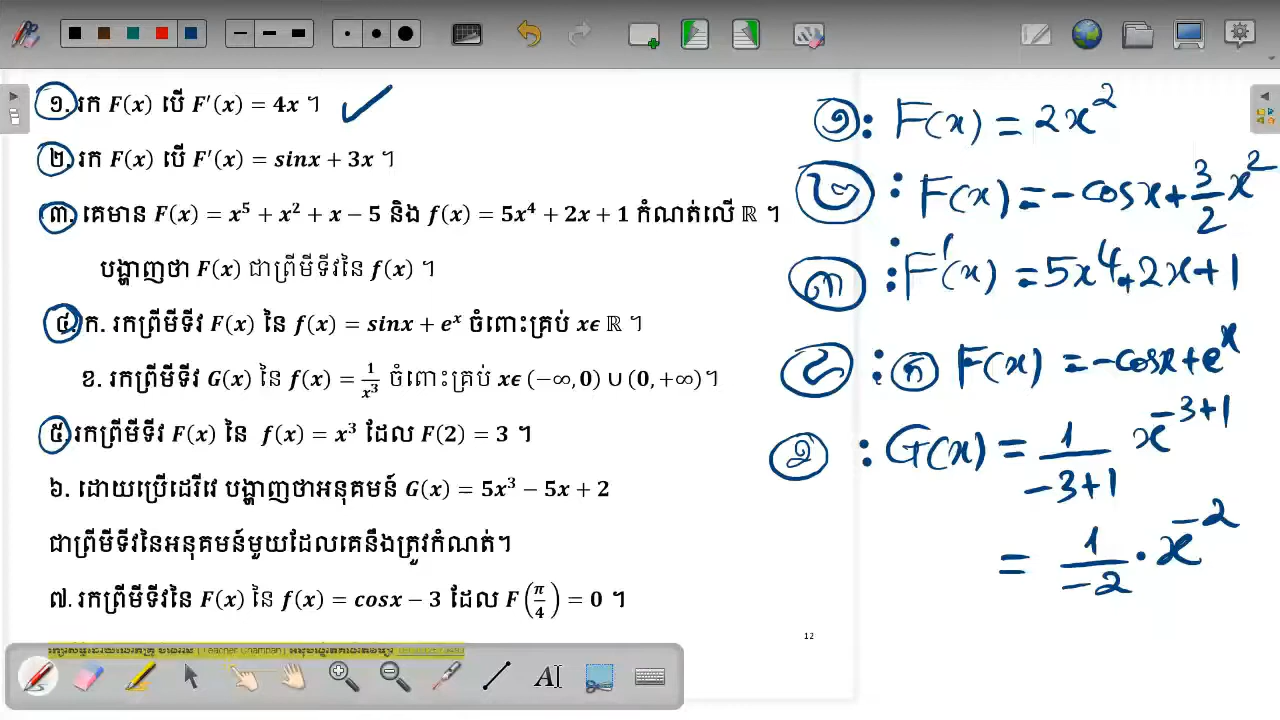 ១. រក F(x) បើ F′(x) = 4x ។
២. រក F(x) បើ F′(x) = sinx + 3x ។
៣. គេមាន F(x) = x⁵ + x² + x − 5 និង f(x) = 5x⁴ + 2x + 1 កំណត់លើ ℝ ។
បង្ហាញថា F(x) ជាព្រីមីទីវនៃ f(x) ។
៤. ក. រកព្រីមីទីវ F(x) នៃ f(x) = sinx + eˣ ចំពោះគ្រប់ xϵ ℝ ។
ខ. រកព្រីមីទីវ G(x) នៃ f(x) = 1/x³ ចំពោះគ្រប់ xϵ (−∞, 0) ∪ (0, +∞)។
៥. រកព្រីមីទីវ F(x) នៃ f(x) = x³ ដែល F(2) = 3 ។
៦. ដោយប្រើដេរីវេ បង្ហាញថាអនុគមន៍ G(x) = 5x³ − 5x + 2
ជាព្រីមីទីវនៃអនុគមន៍មួយដែលគេនឹងត្រូវកំណត់។
៧. រកព្រីមីទីវនៃ F(x) នៃ f(x) = cosx − 3 ដែល F(π/4) = 0 ។
12
១ : F(x) = 2x²
២ : F(x) = −cosx + 3/2 x²
៣ : F′(x) = 5x⁴ + 2x + 1
៤ : ក F(x) = −cosx + eˣ
ខ : G(x) = 1/(−3+1) x⁻³⁺¹
= 1/−2 · x⁻²
AI